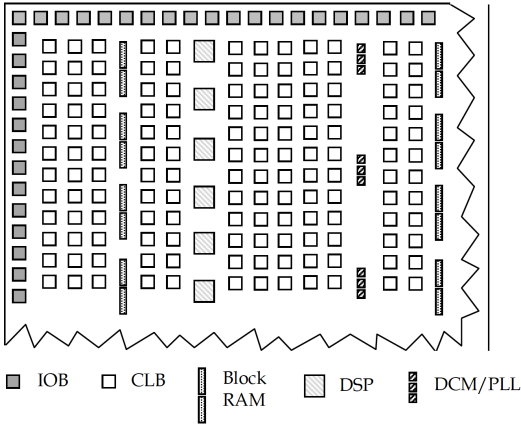 IOB
CLB
Block
RAM
DSP
DCM/PLL